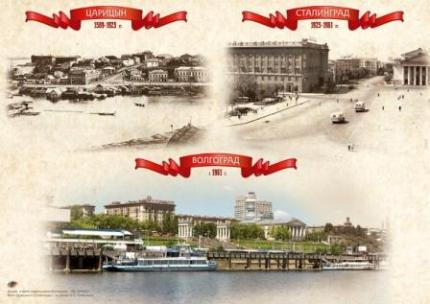 ЦАРИЦЫН
1589-1925 г.
СТАЛИНГРАД
1925-1961 г.
ВОЛГОГРАД
с 1961 г.